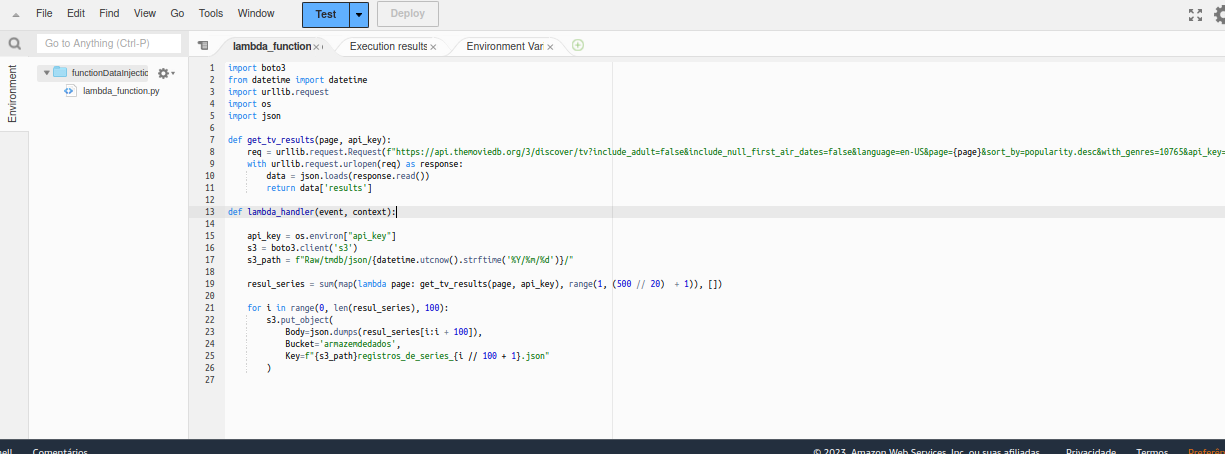 File Edit Find View Go Tools Window Test Deploy
Go to Anything (Ctrl-P)
lambda_function Execution results Environment Var
Environment
functionDataInjectic
lambda_function.py
1 import boto3
2 from datetime import datetime
3 import urllib.request
4 import os
5 import json
6
7 def get_tv_results(page, api_key):
8 req = urllib.request.Request(f"https://api.themoviedb.org/3/discover/tv?include_adult=false&include_null_first_air_dates=false&language=en-US&page={page}&sort_by=popularity.desc&with_genres=10765&api_key=
9 with urllib.request.urlopen(req) as response:
10 data = json.loads(response.read())
11 return data['results']
12
13 def lambda_handler(event, context):
14
15 api_key = os.environ["api_key"]
16 s3 = boto3.client('s3')
17 s3_path = f"Raw/tmdb/json/{datetime.utcnow().strftime('%Y/%m/%d')}/"
18
19 resul_series = sum(map(lambda page: get_tv_results(page, api_key), range(1, (500 // 20) + 1)), [])
20
21 for i in range(0, len(resul_series), 100):
22 s3.put_object(
23 Body=json.dumps(resul_series[i:i + 100]),
24 Bucket='armazemdedados',
25 Key=f"{s3_path}registros_de_series_{i // 100 + 1}.json"
26 )
27
Comentários © 2023, Amazon Web Services, Inc. ou suas afiliadas. Privacidade Termos